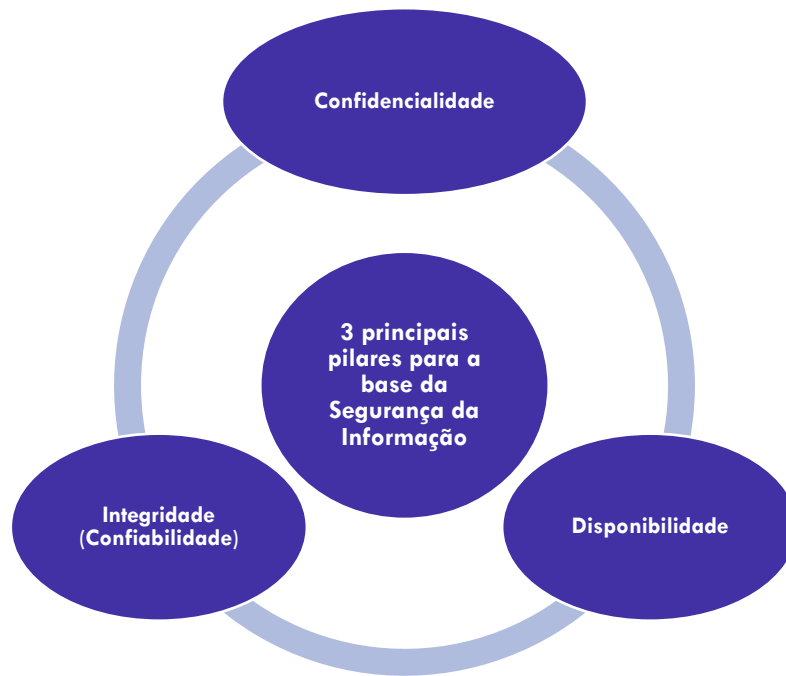 Confidencialidade
3 principais
pilares para a
base da
Segurança da
Informação
Integridade
(Confiabilidade)
Disponibilidade